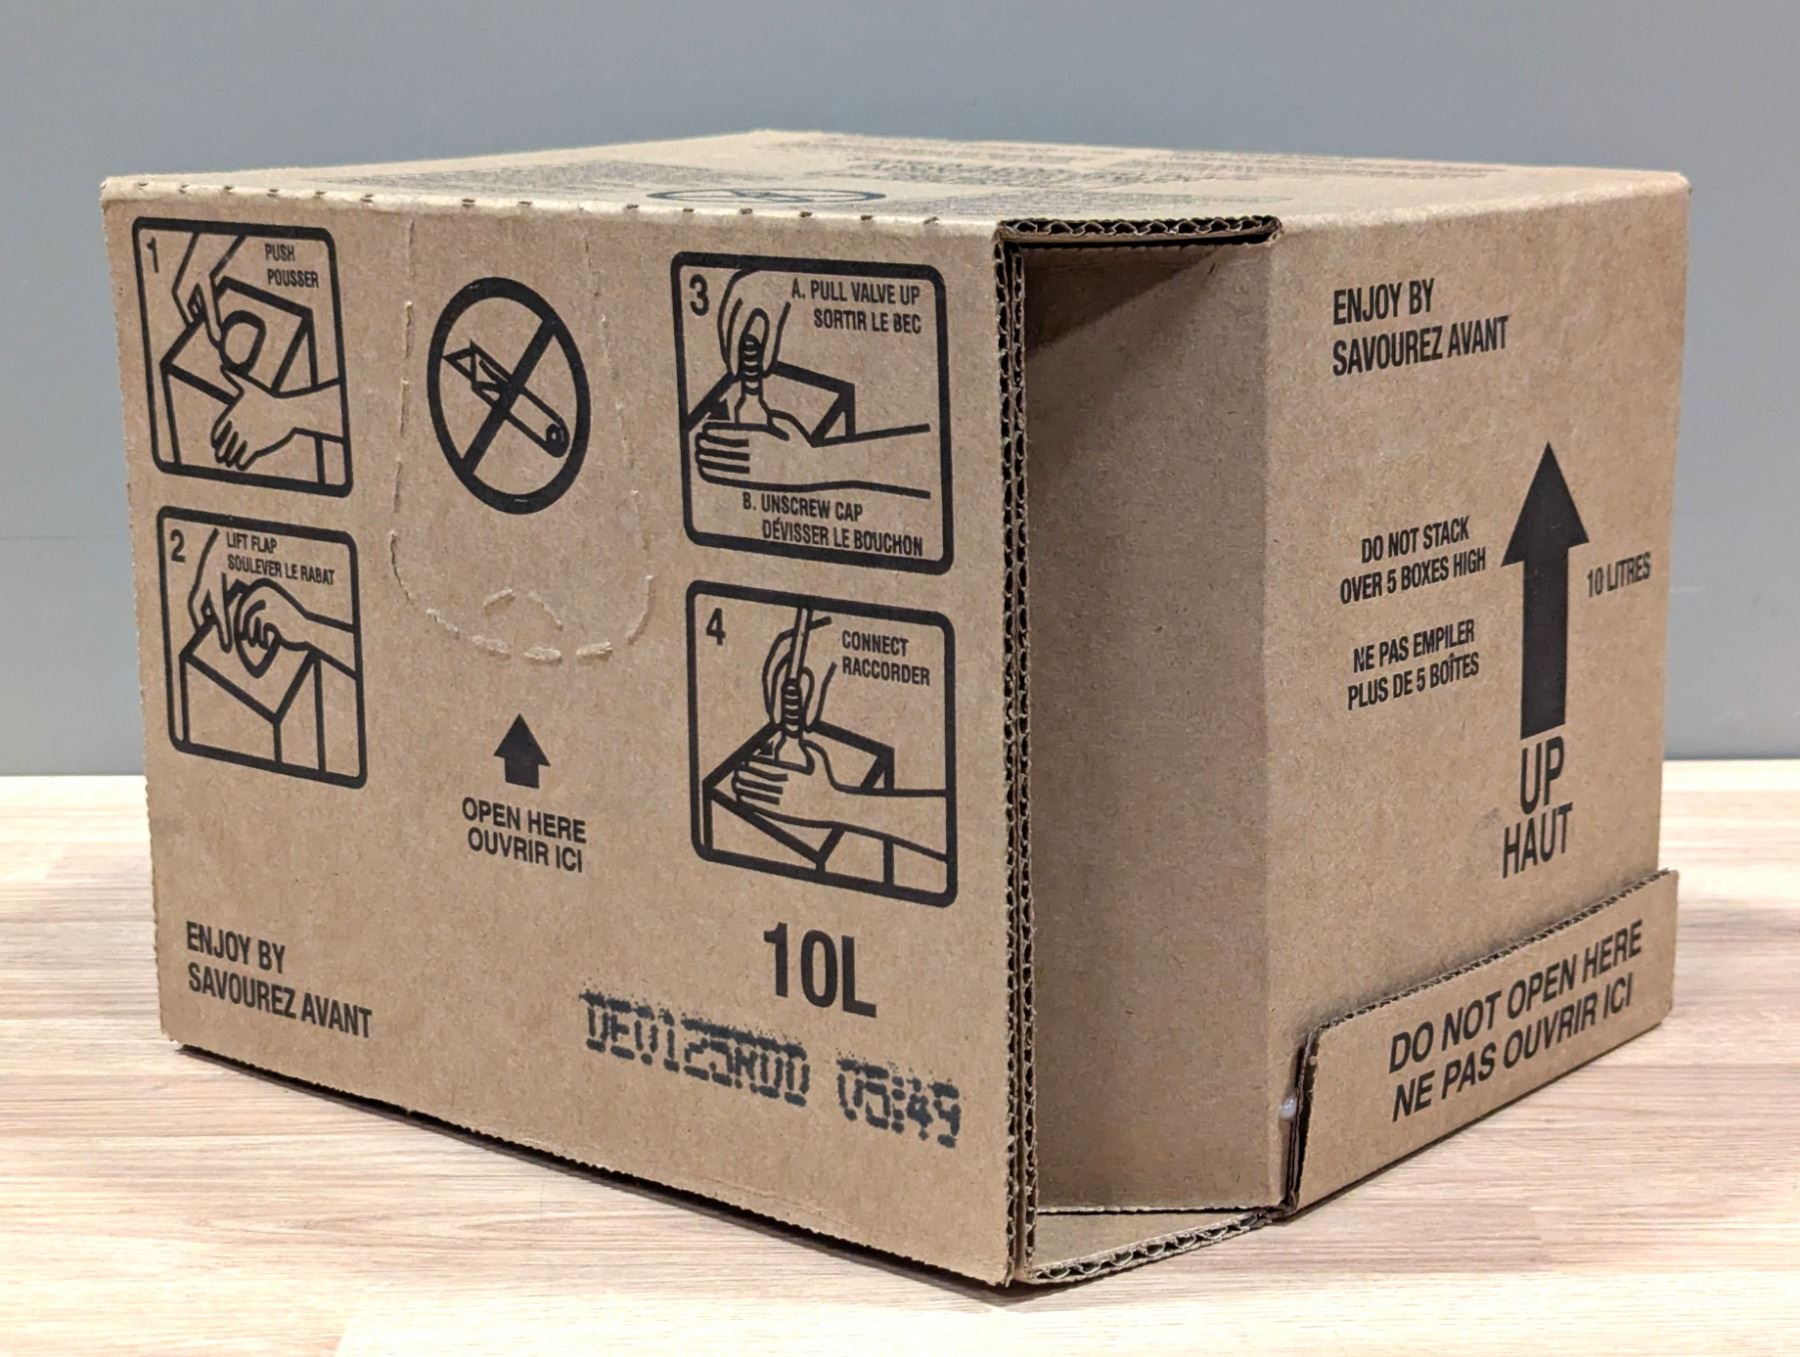 1
PUSH
POUSSER
2
LIFT FLAP
SOULEVER LE RABAT
3
A. PULL VALVE UP
SORTIR LE BEC
B. UNSCREW CAP
DÉVISSER LE BOUCHON
4
CONNECT
RACCORDER
OPEN HERE
OUVRIR ICI
ENJOY BY
SAVOUREZ AVANT
10L
05:49
ENJOY BY
SAVOUREZ AVANT
DO NOT STACK
OVER 5 BOXES HIGH
NE PAS EMPILER
PLUS DE 5 BOÎTES
10 LITRES
UP
HAUT
DO NOT OPEN HERE
NE PAS OUVRIR ICI